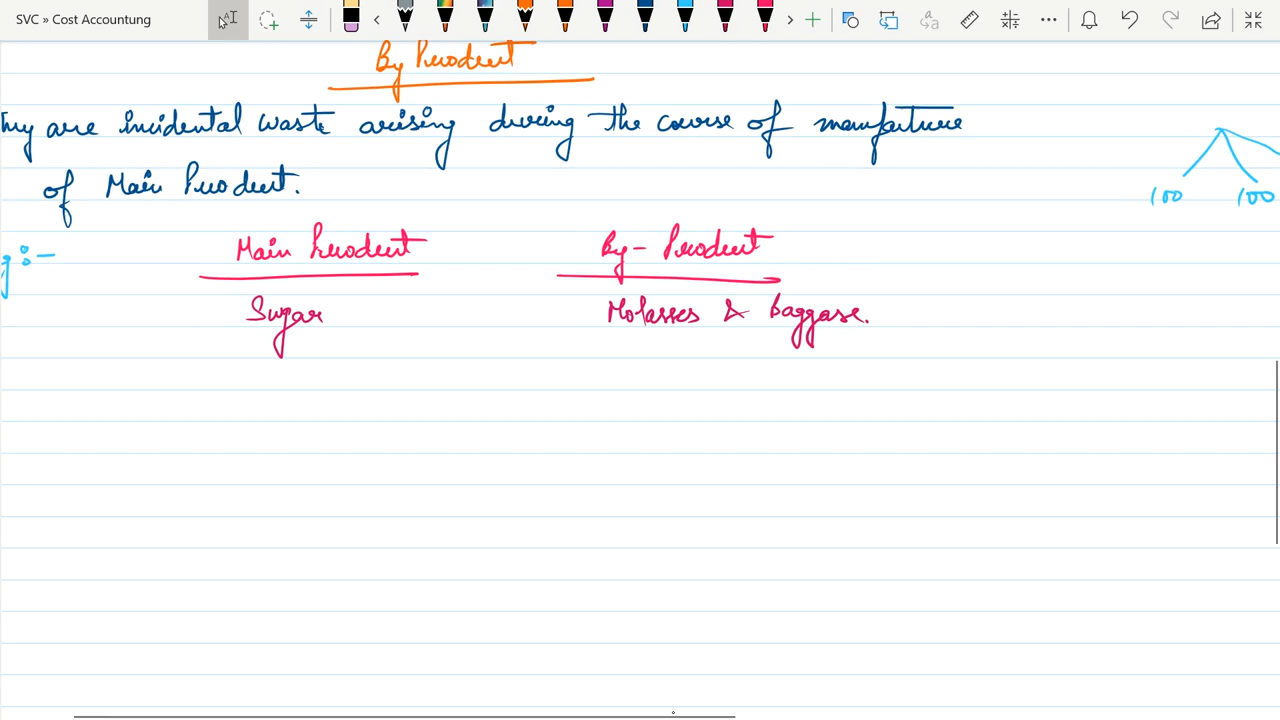 SVC » Cost Accountung
By Product
They are incidental waste arising during the course of manufacture
of Main Product.
g:-
Main Product By-Product
Sugar Molasses & Baggase.
100 100